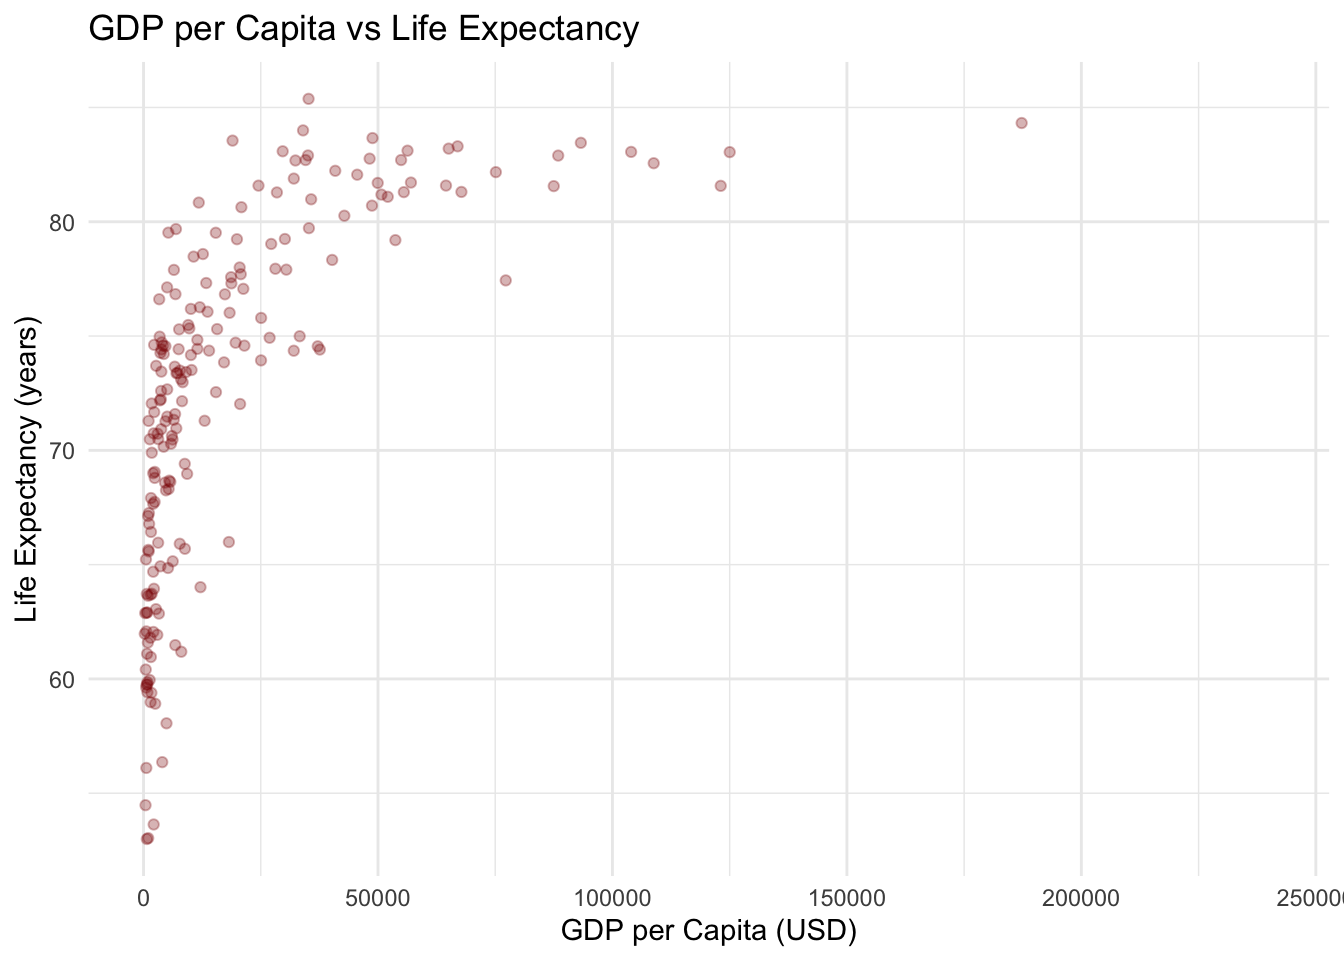 GDP per Capita vs Life Expectancy
Life Expectancy (years)
80
70
60
0 50000 100000 150000 200000 25000
GDP per Capita (USD)